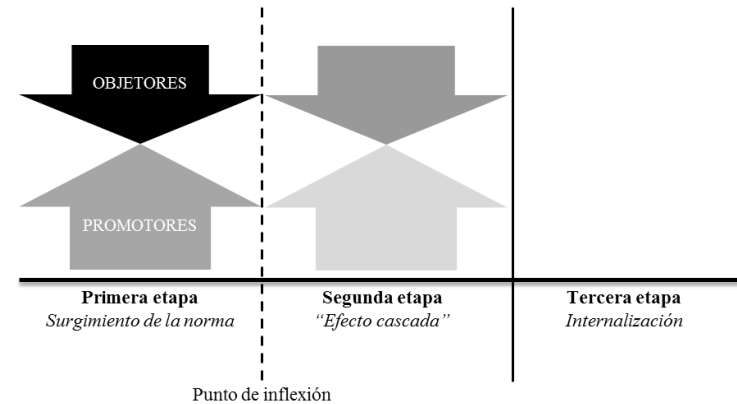 OBJETORES
PROMOTORES
Primera etapa
Surgimiento de la norma
Segunda etapa
“Efecto cascada”
Tercera etapa
Internalización
Punto de inflexión